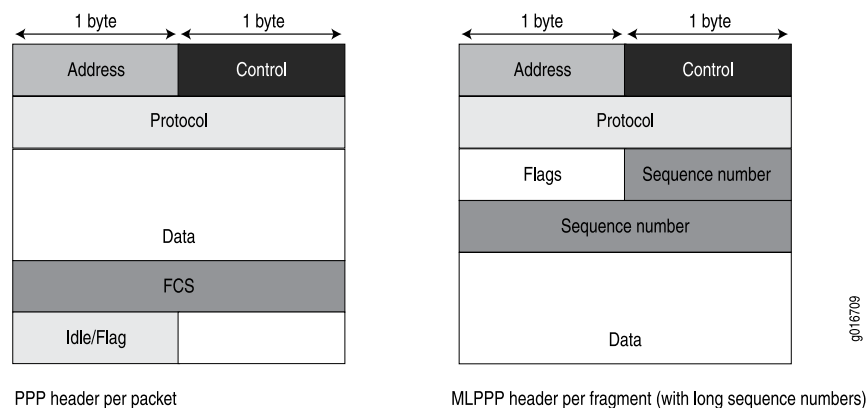 1 byte 1 byte
Address Control
Protocol
Data
FCS
Idle/Flag
PPP header per packet
1 byte 1 byte
Address Control
Protocol
Flags Sequence number
Sequence number
Data
MLPPP header per fragment (with long sequence numbers)
g016709